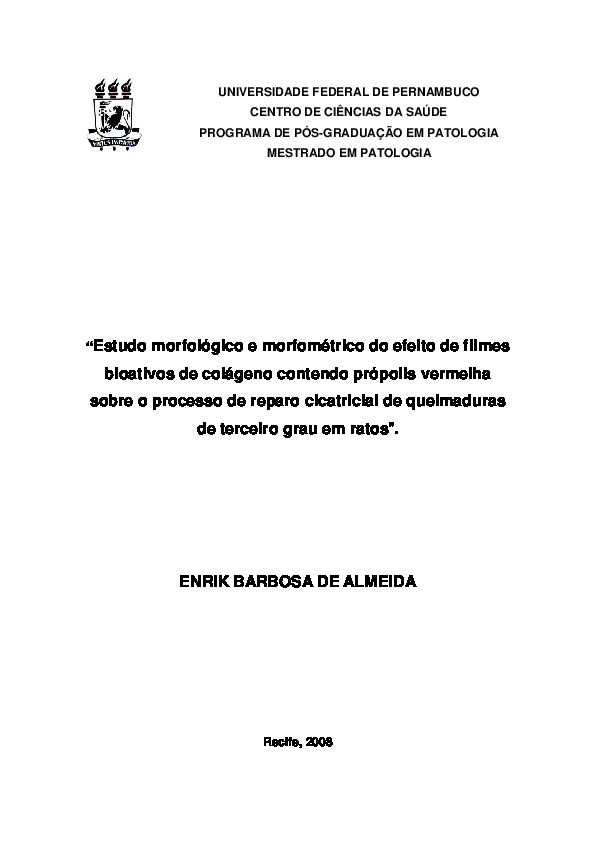 UNIVERSIDADE FEDERAL DE PERNAMBUCO
CENTRO DE CIÊNCIAS DA SAÚDE
PROGRAMA DE PÓS-GRADUAÇÃO EM PATOLOGIA
MESTRADO EM PATOLOGIA
“Estudo morfológico e morfométrico do efeito de filmes
bioativos de colágeno contendo própolis vermelha
sobre o processo de reparo cicatricial de queimaduras
de terceiro grau em ratos”.
ENRIK BARBOSA DE ALMEIDA
Recife, 2008